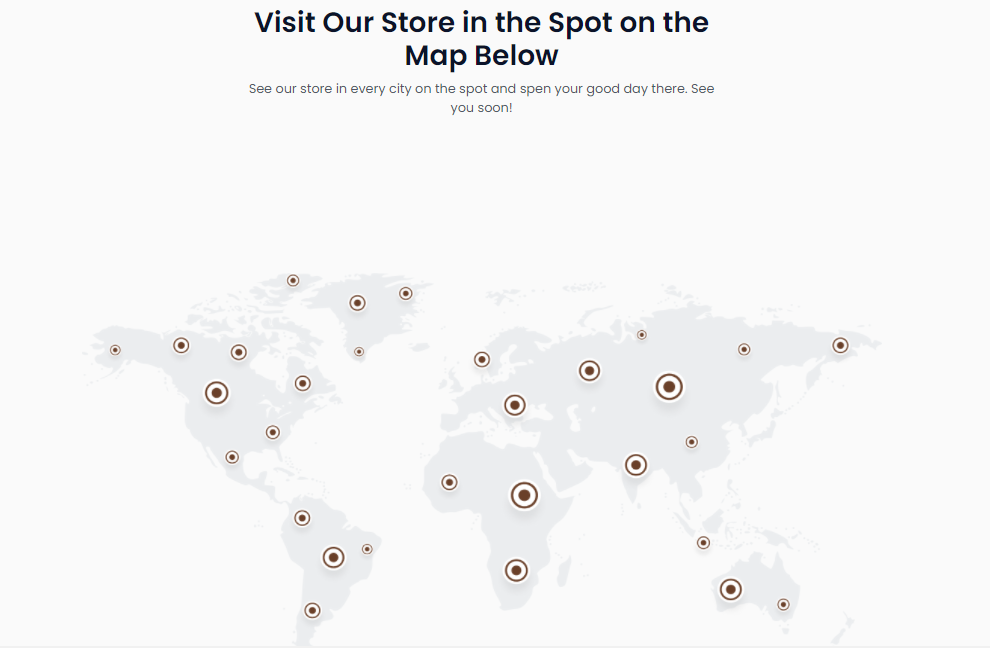 Visit Our Store in the Spot on the
Map Below
See our store in every city on the spot and spen your good day there. See
you soon!